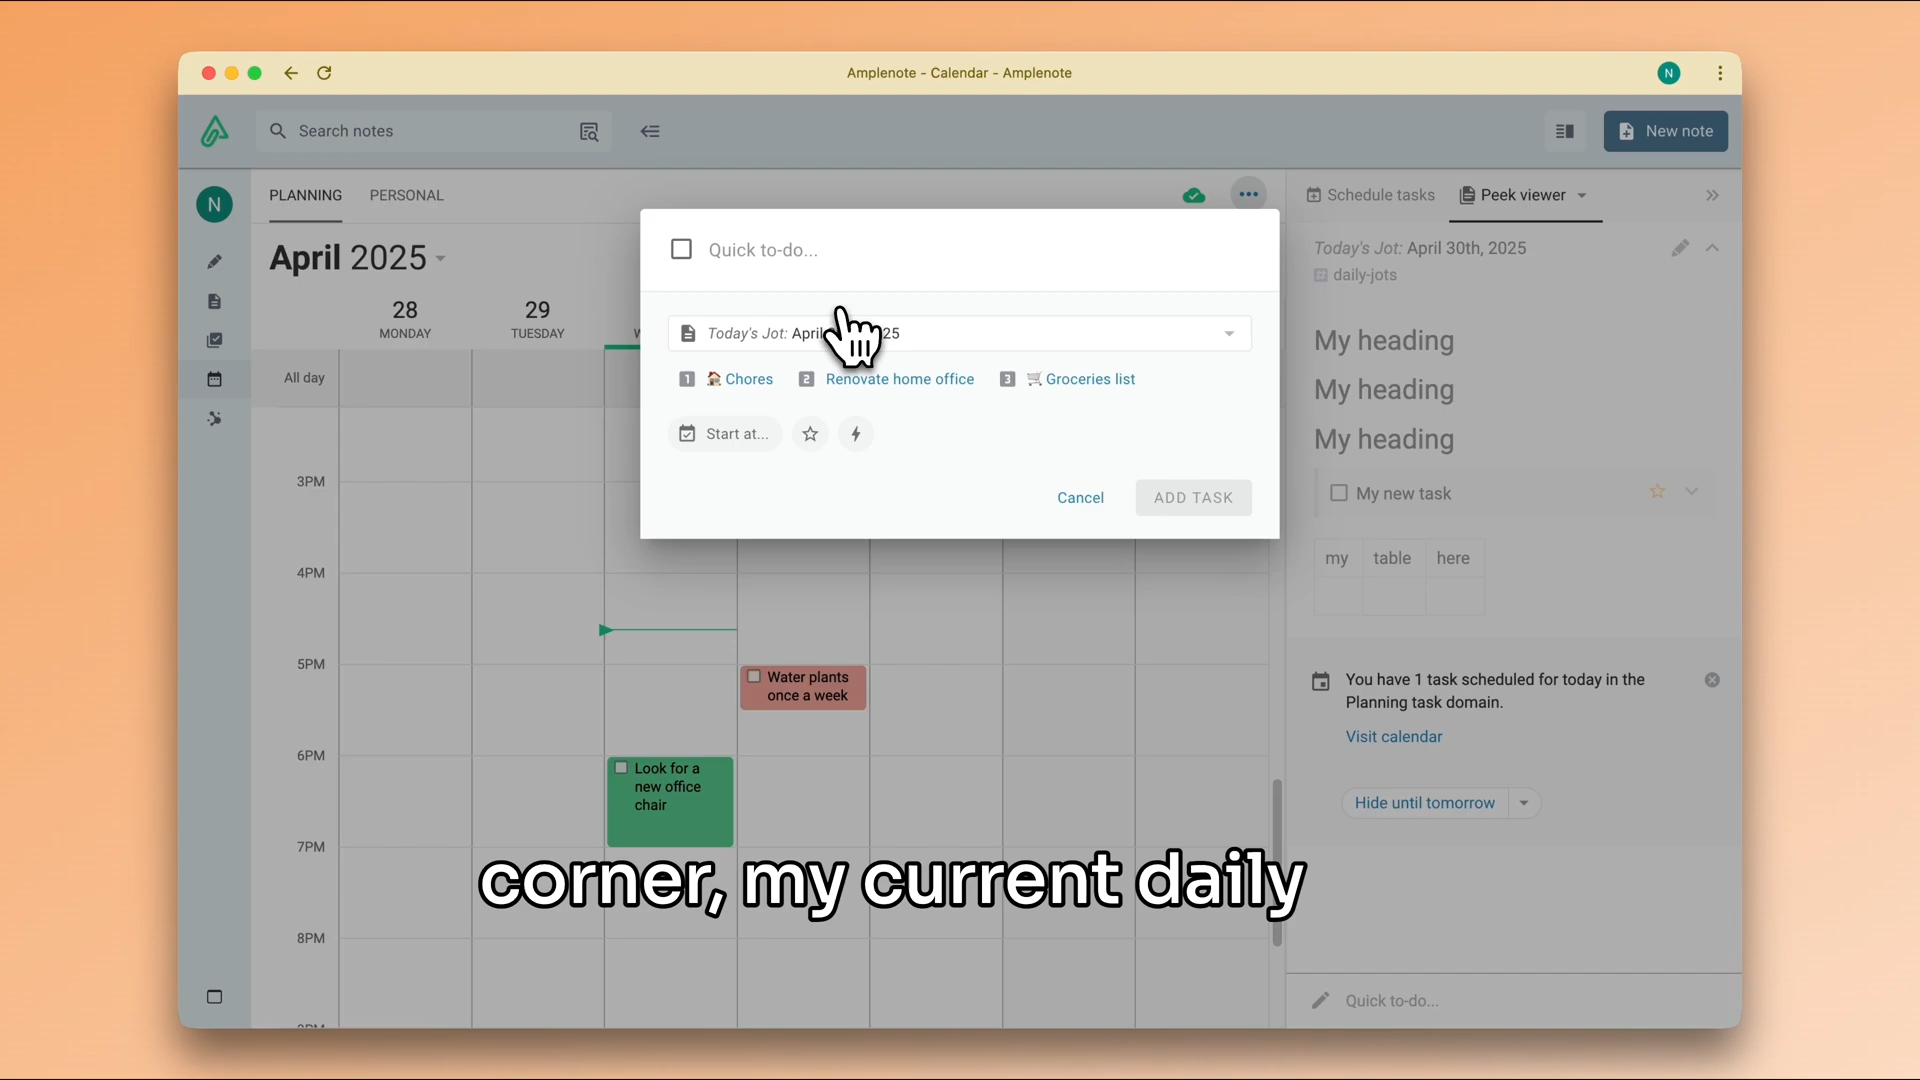 Amplenote - Calendar - Amplenote
N
Search notes
New note
N
PLANNING
PERSONAL
Schedule tasks
Peek viewer
April 2025
28
MONDAY
29
TUESDAY
All day
3PM
4PM
5PM
6PM
7PM
8PM
Quick to-do...
Today's Jot: April
25
1 Chores
2 Renovate home office
3 Groceries list
Start at...
Cancel
ADD TASK
Water plants
once a week
Look for a
new office
chair
Today's Jot: April 30th, 2025
daily-jots
My heading
My heading
My heading
My new task
my table here
You have 1 task scheduled for today in the
Planning task domain.
Visit calendar
Hide until tomorrow
Quick to-do...
corner, my current daily